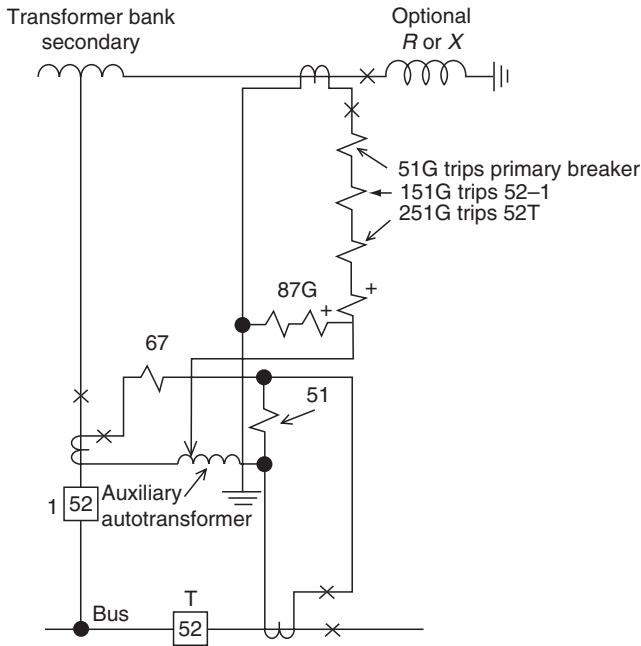 Transformer bank
secondary
Optional
R or X
51G trips primary breaker
151G trips 52–1
251G trips 52T
87G
+
+
67
51
1
52
Auxiliary
autotransformer
Bus
T
52